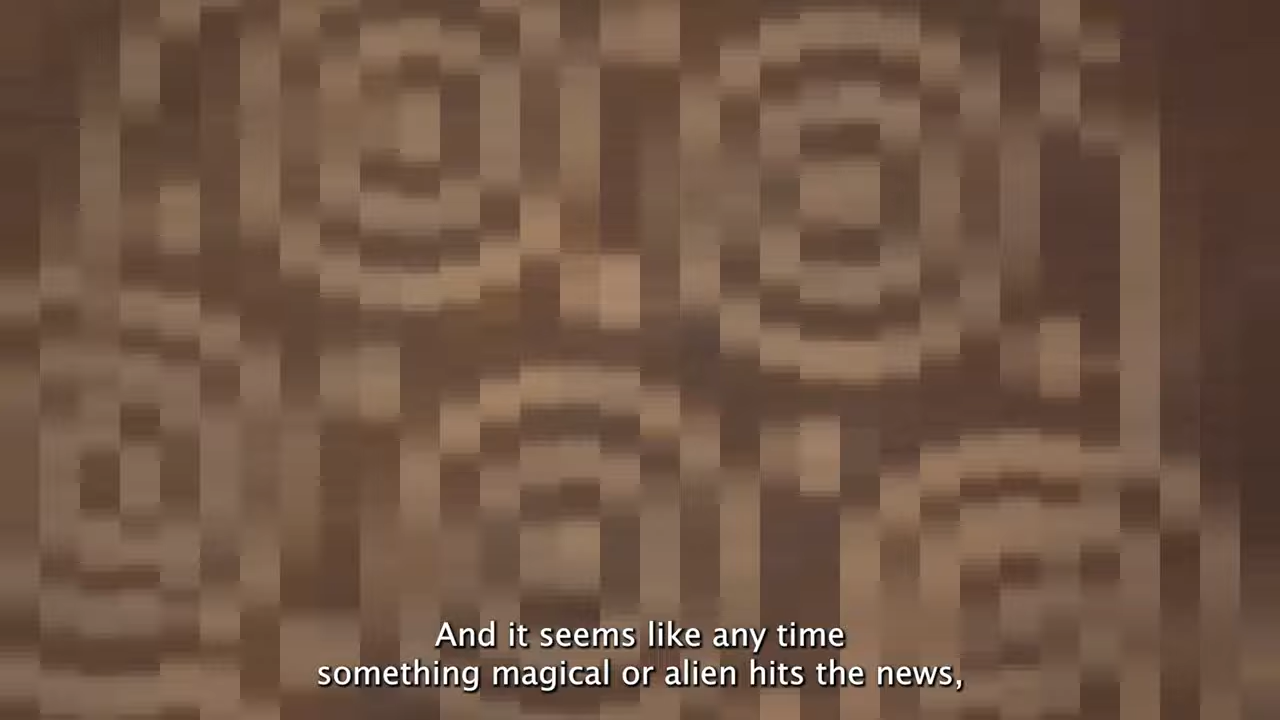 And it seems like any time
something magical or alien hits the news,